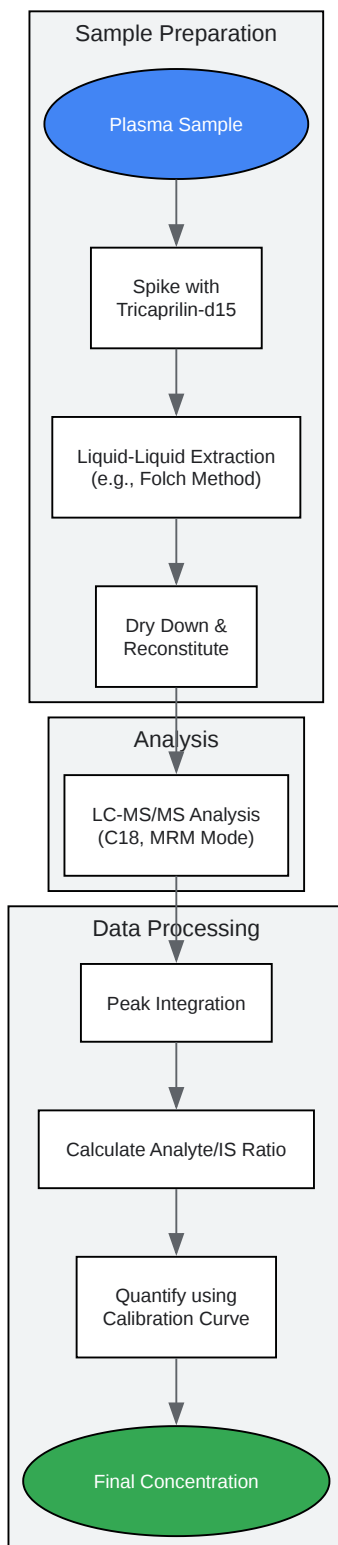 Sample Preparation
Plasma Sample
Spike with
Tricaprilin-d15
Liquid-Liquid Extraction
(e.g., Folch Method)
Dry Down &
Reconstitute
Analysis
LC-MS/MS Analysis
(C18, MRM Mode)
Data Processing
Peak Integration
Calculate Analyte/IS Ratio
Quantify using
Calibration Curve
Final Concentration